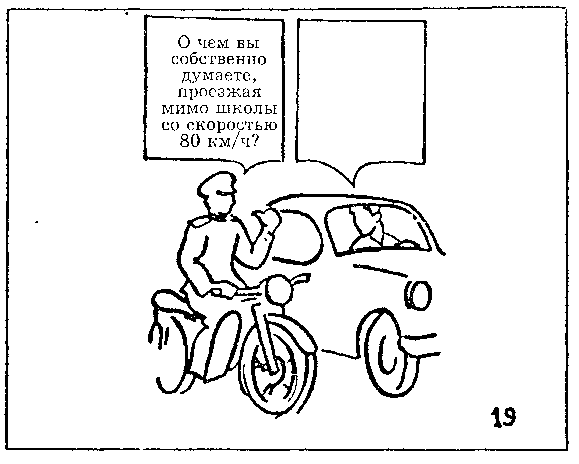 О чем вы
собственно
думаете,
проезжая
мимо школы
со скоростью
80 км/ч?
19